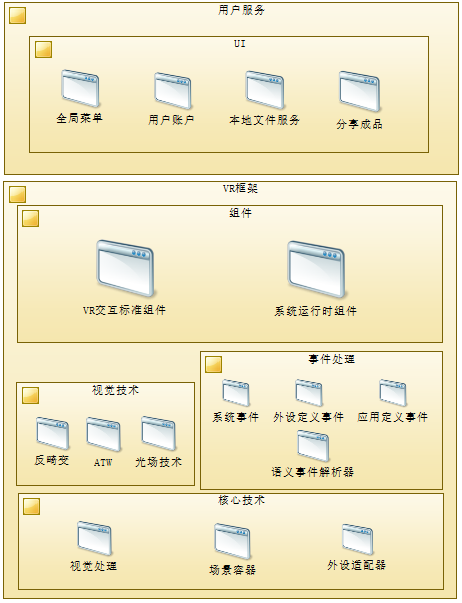 用户服务
UI
全局菜单
用户账户
本地文件服务
分享成品
VR框架
组件
VR交互标准组件
系统运行时组件
事件处理
系统事件
外设定义事件
应用定义事件
语义事件解析器
视觉技术
反畸变
ATW
光场技术
核心技术
视觉处理
场景容器
外设适配器